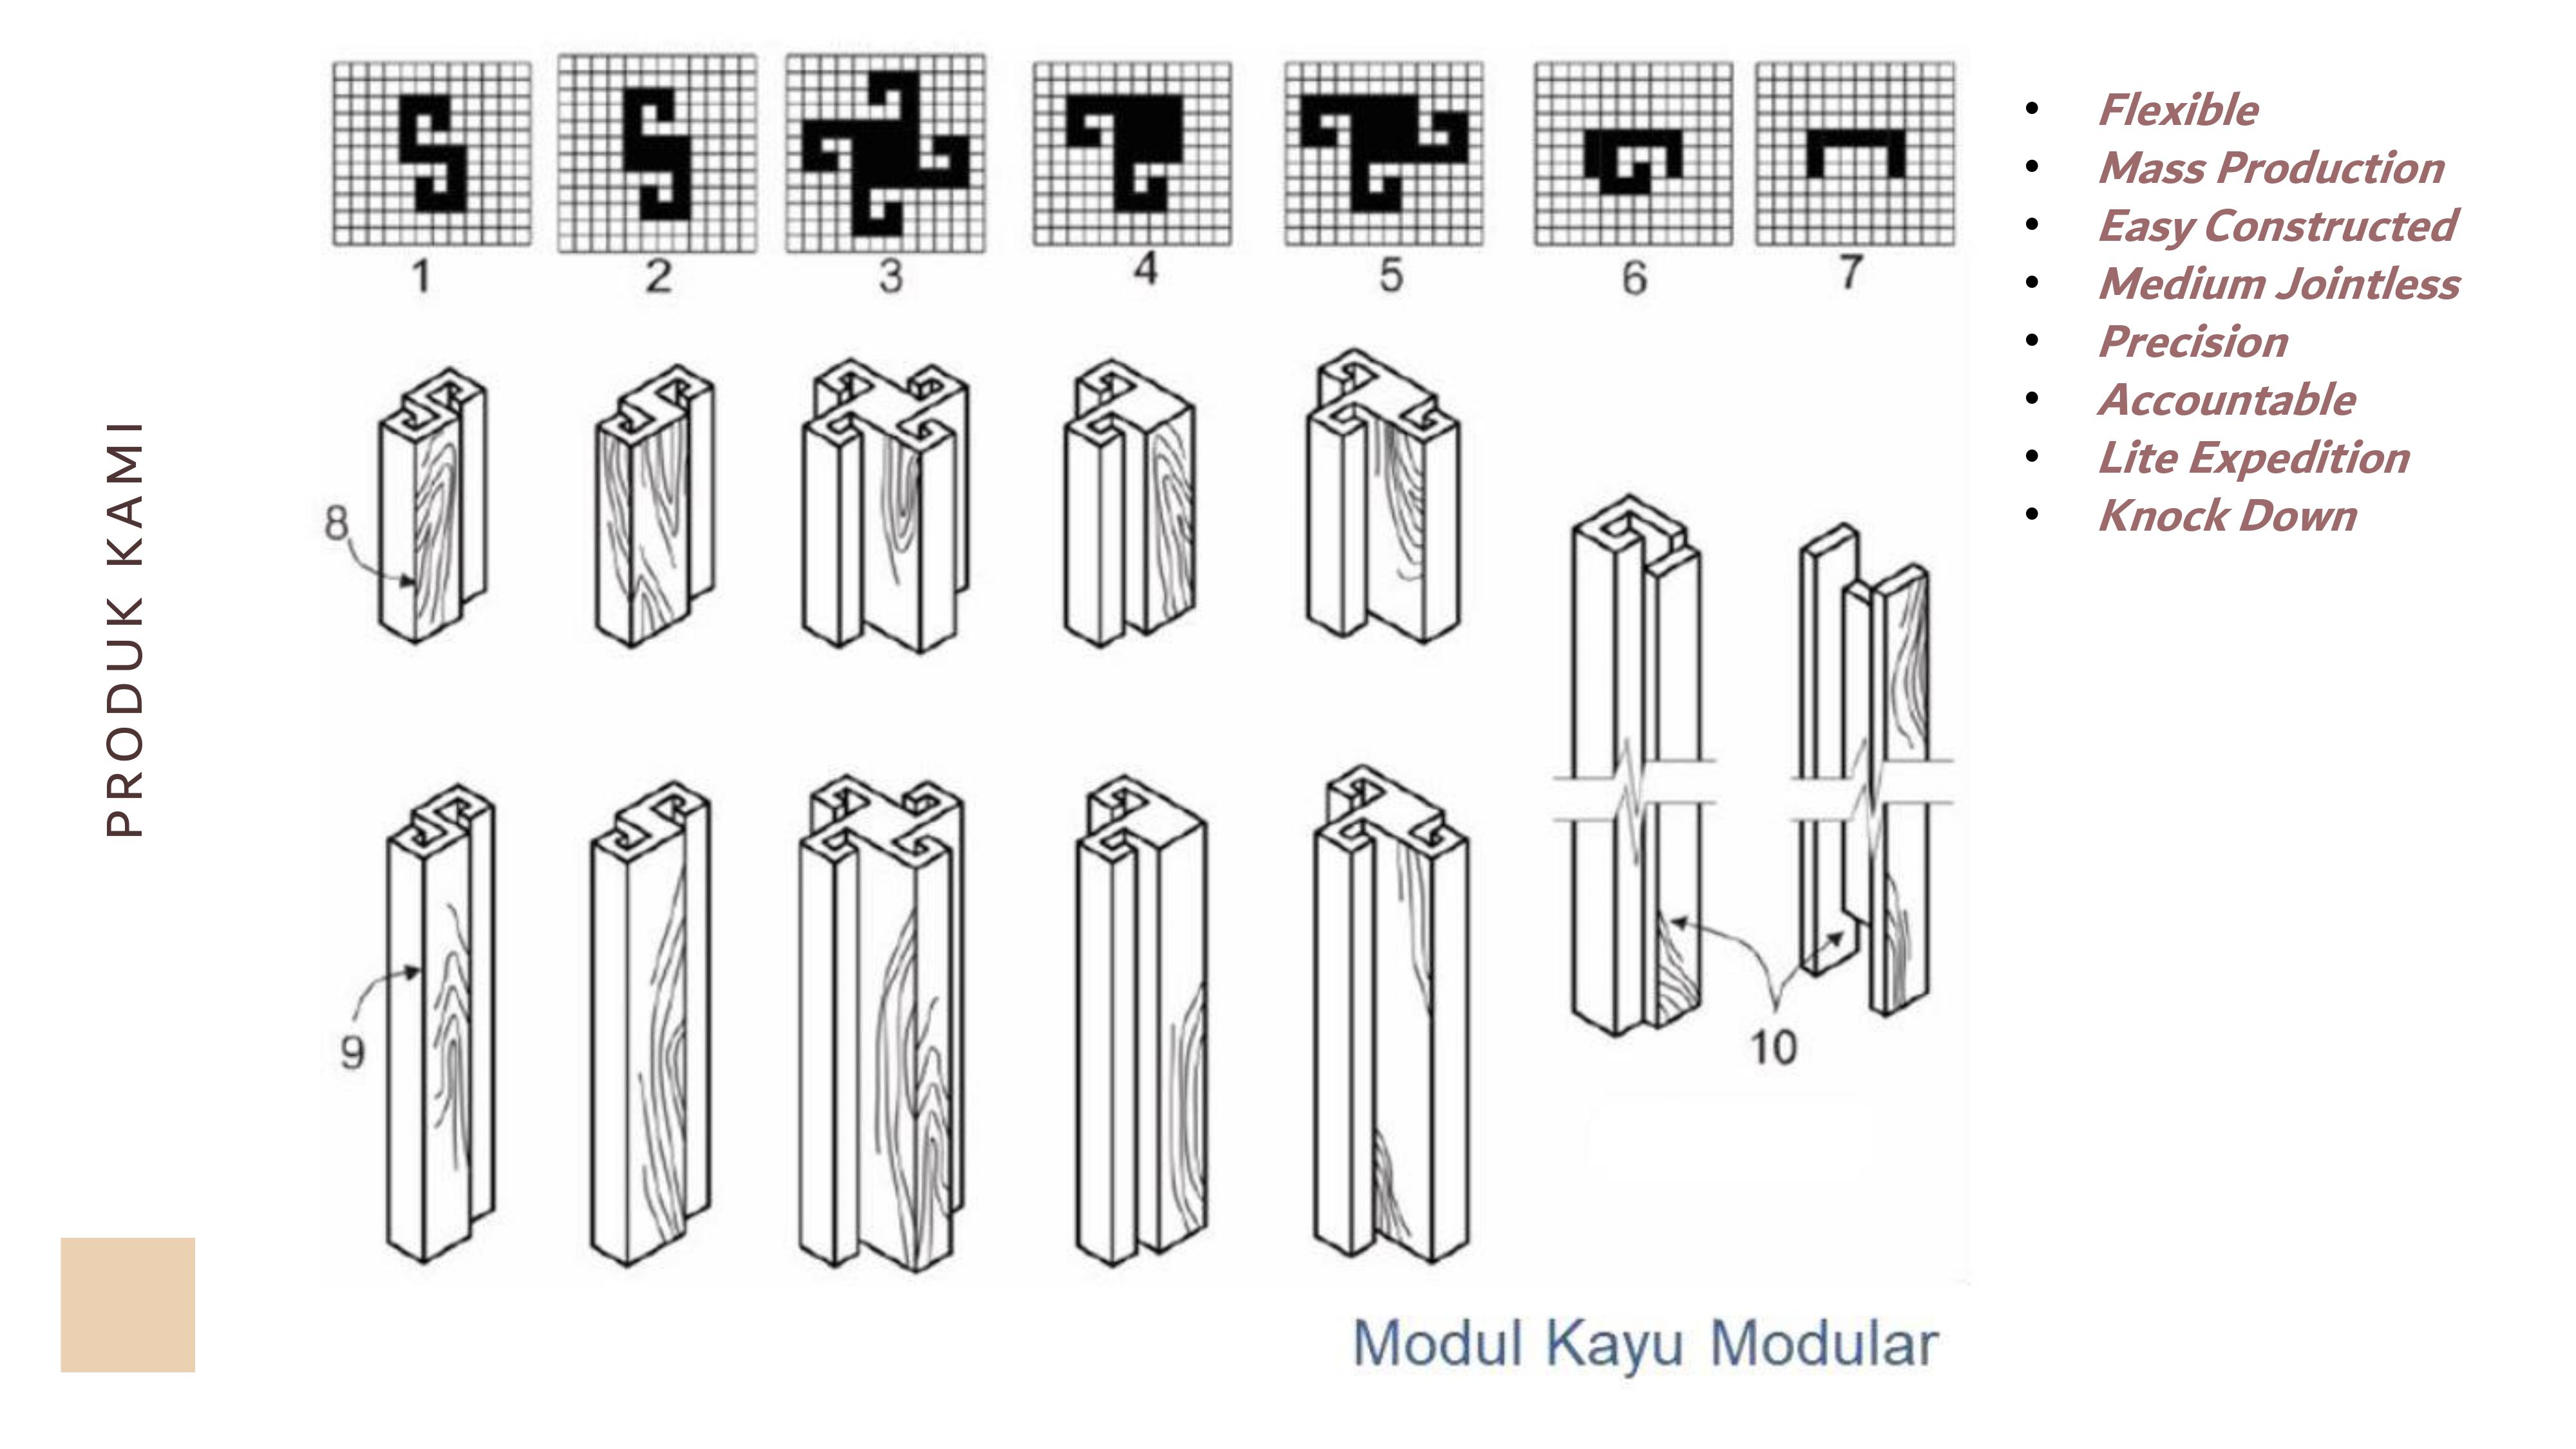 PRODUK KAMI
1
2
3
4
5
6
7
8
9
10
Modul Kayu Modular
• Flexible
• Mass Production
• Easy Constructed
• Medium Jointless
• Precision
• Accountable
• Lite Expedition
• Knock Down